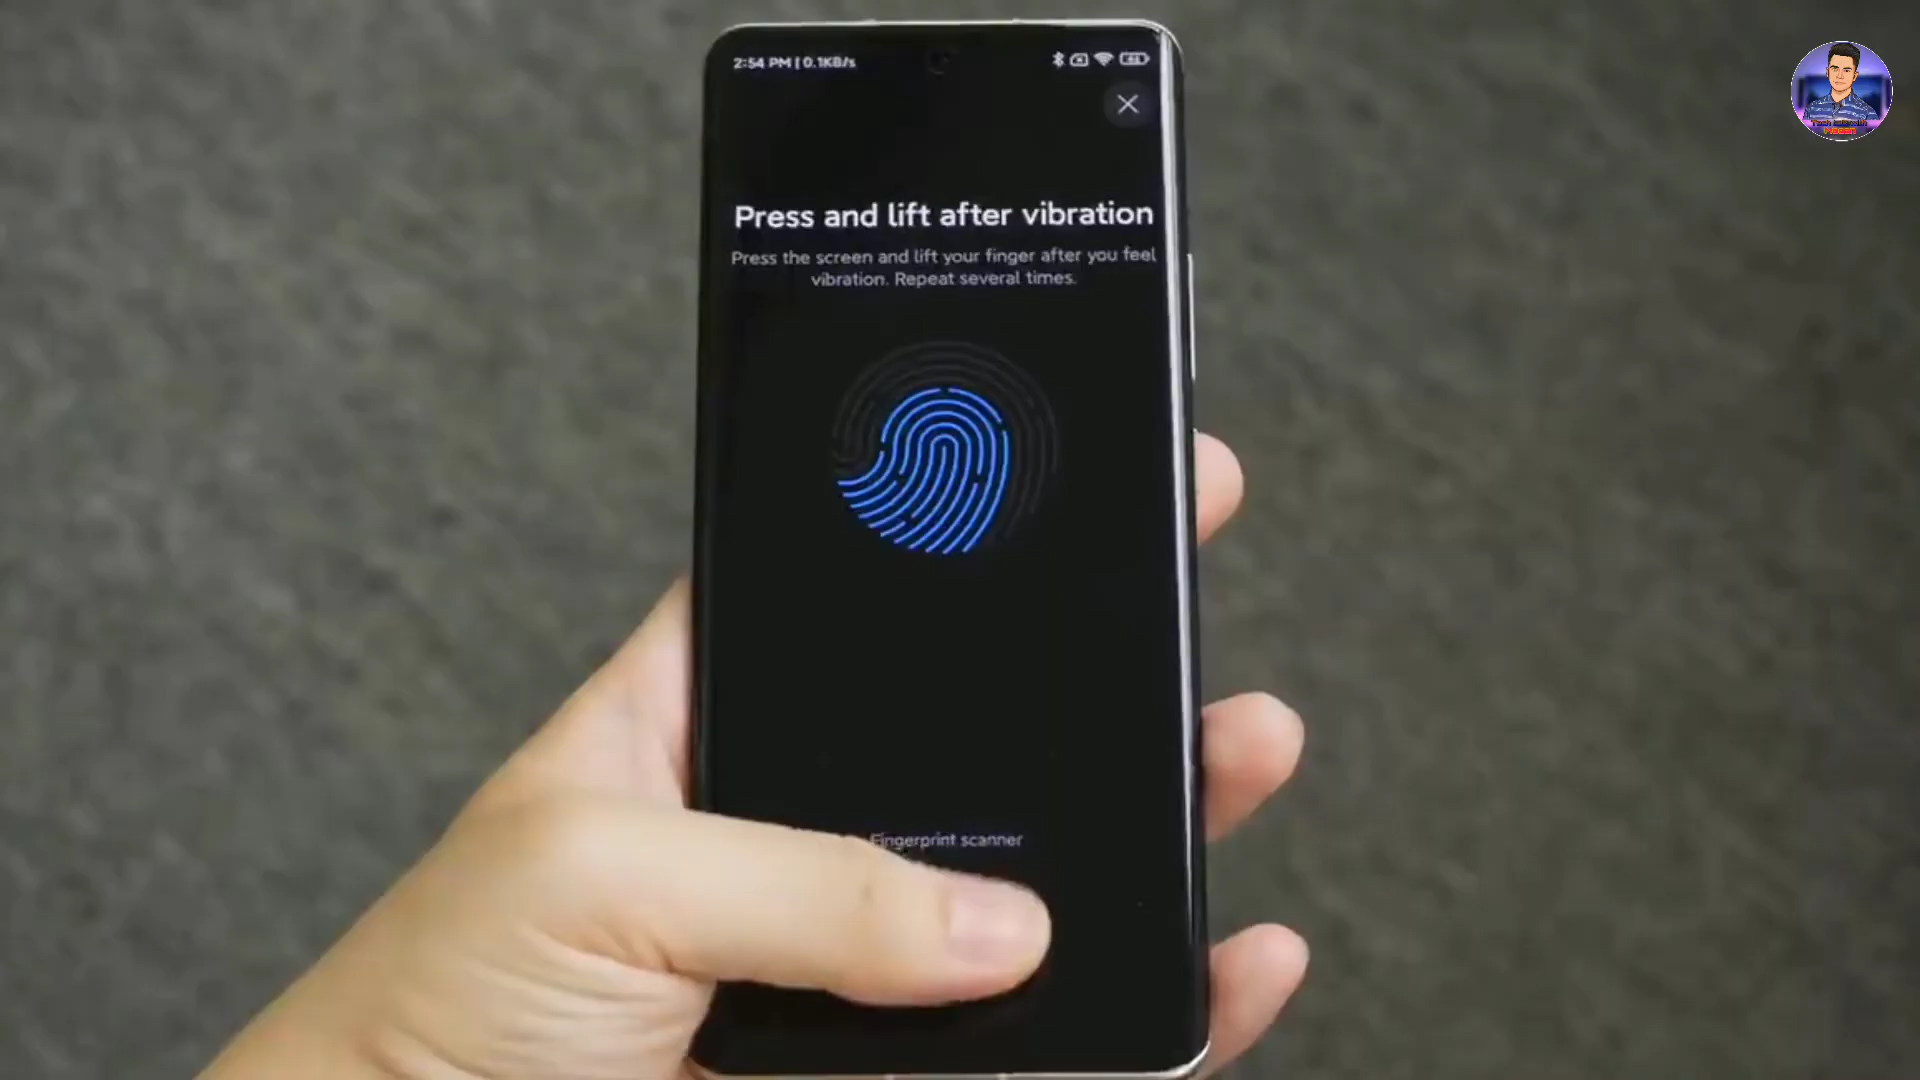 2:54 PM | 0.1KB/s
Press and lift after vibration
Press the screen and lift your finger after you feel
vibration. Repeat several times.
Fingerprint scanner